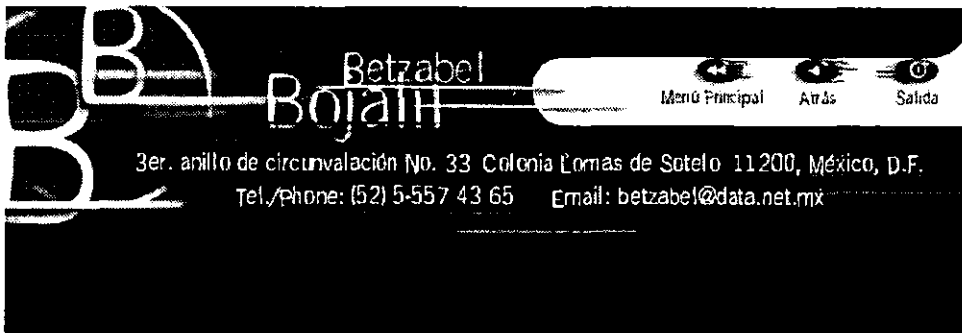 B
B
Betzabel
Bojalil
Menú Principal Atrás Salida
3er. anillo de circunvalación No. 33 Colonia Lomas de Sotelo 11200, México, D.F.
Tel./Phone: (52) 5-557 43 65 Email: betzabel@data.net.mx